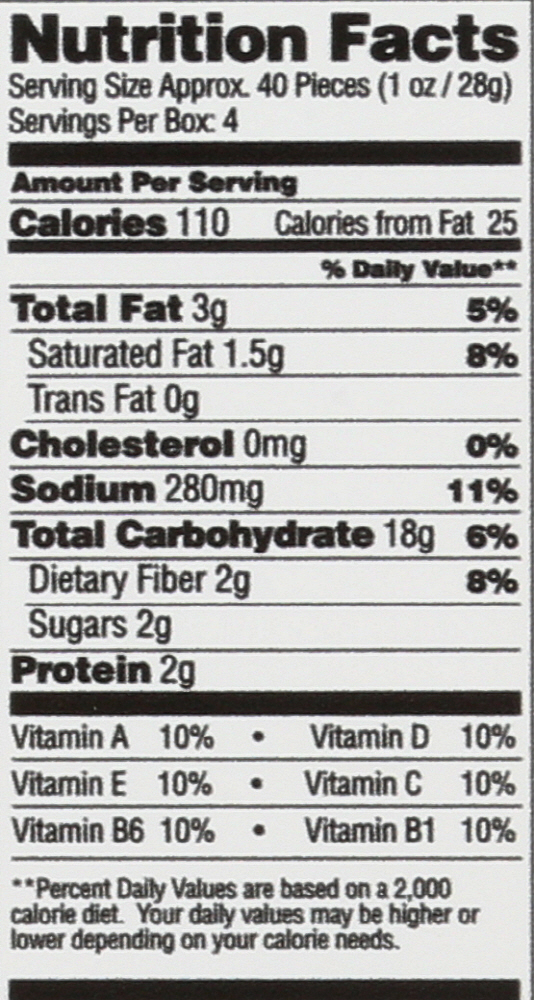 Nutrition Facts
Serving Size Approx. 40 Pieces (1 oz / 28g)
Servings Per Box: 4
Amount Per Serving
Calories 110 Calories from Fat 25
% Daily Value**
Total Fat 3g 5%
Saturated Fat 1.5g 8%
Trans Fat 0g
Cholesterol 0mg 0%
Sodium 280mg 11%
Total Carbohydrate 18g 6%
Dietary Fiber 2g 8%
Sugars 2g
Protein 2g
Vitamin A 10% • Vitamin D 10%
Vitamin E 10% • Vitamin C 10%
Vitamin B6 10% • Vitamin B1 10%
**Percent Daily Values are based on a 2,000
calorie diet. Your daily values may be higher or
lower depending on your calorie needs.